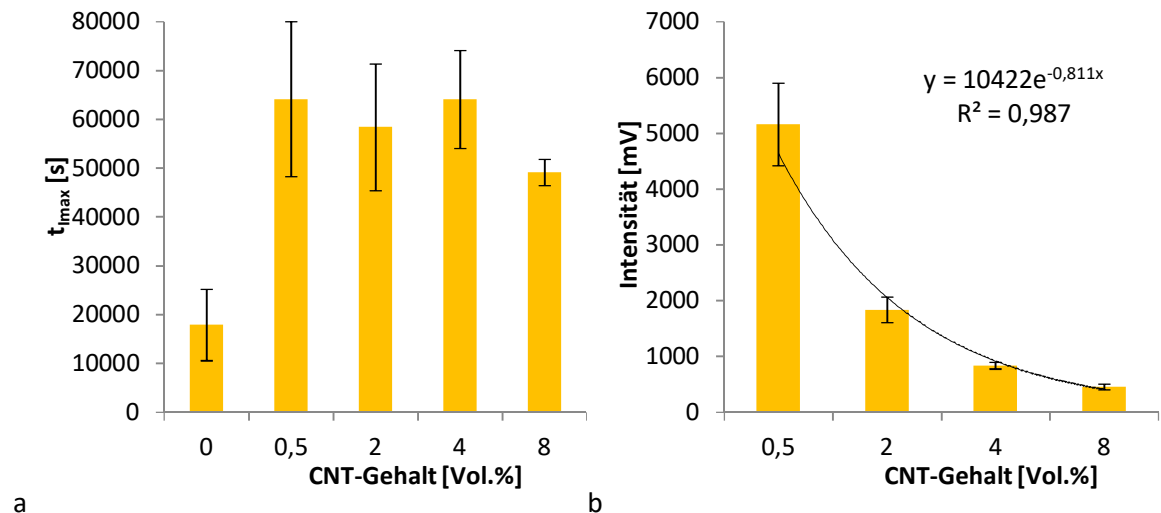 80000
70000
60000
50000
40000
30000
20000
10000
0
t_Imax [s]
0 0,5 2 4 8
CNT-Gehalt [Vol.%]
a
7000
6000
5000
4000
3000
2000
1000
0
Intensität [mV]
y = 10422e^-0,811x
R² = 0,987
0,5 2 4 8
CNT-Gehalt [Vol.%]
b